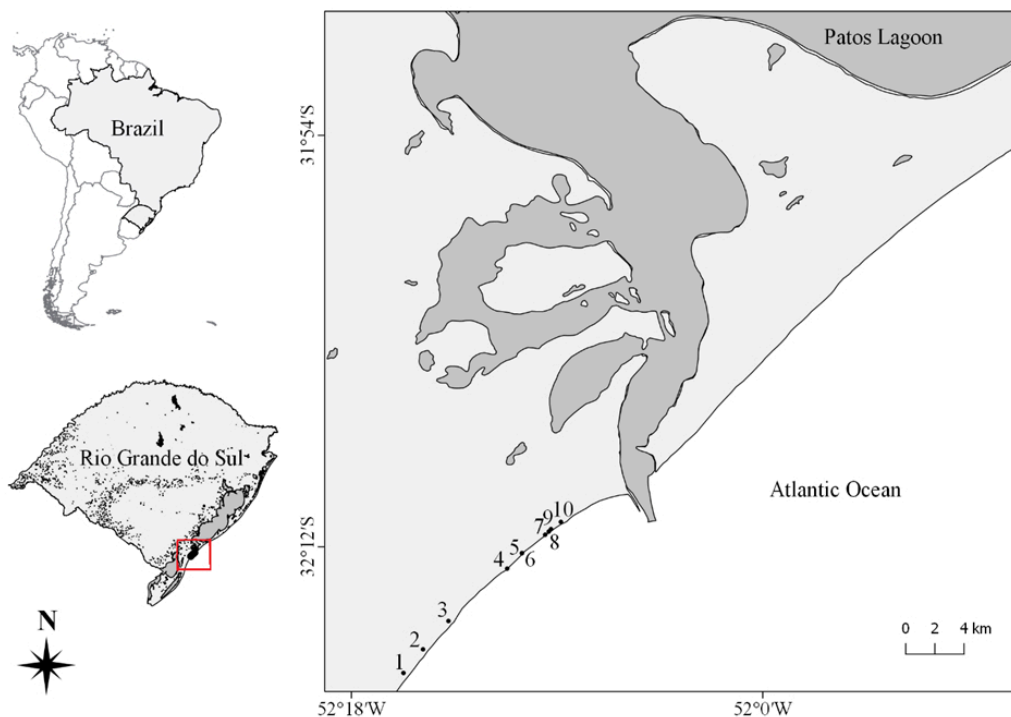 Brazil
Rio Grande do Sul
N
Patos Lagoon
31°54'S
32°12'S
Atlantic Ocean
10
9
7
8
5
6
4
3
2
1
0 2 4 km
52°18'W
52°0'W